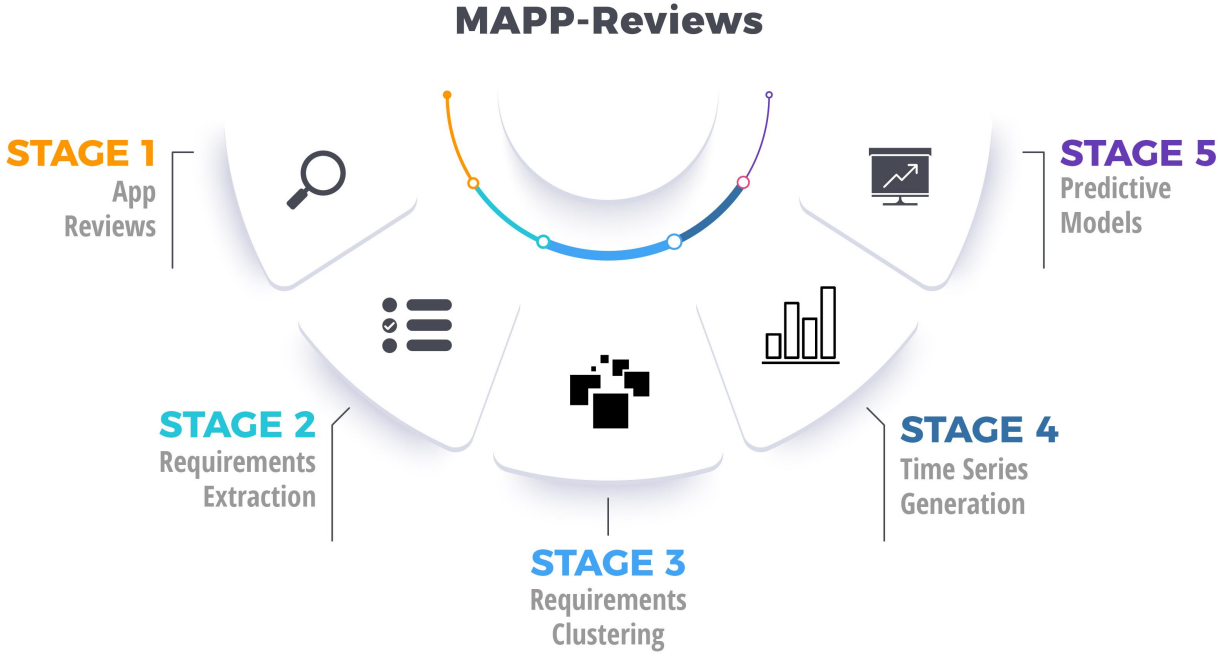 MAPP-Reviews
STAGE 1
App
Reviews
STAGE 2
Requirements
Extraction
STAGE 3
Requirements
Clustering
STAGE 4
Time Series
Generation
STAGE 5
Predictive
Models